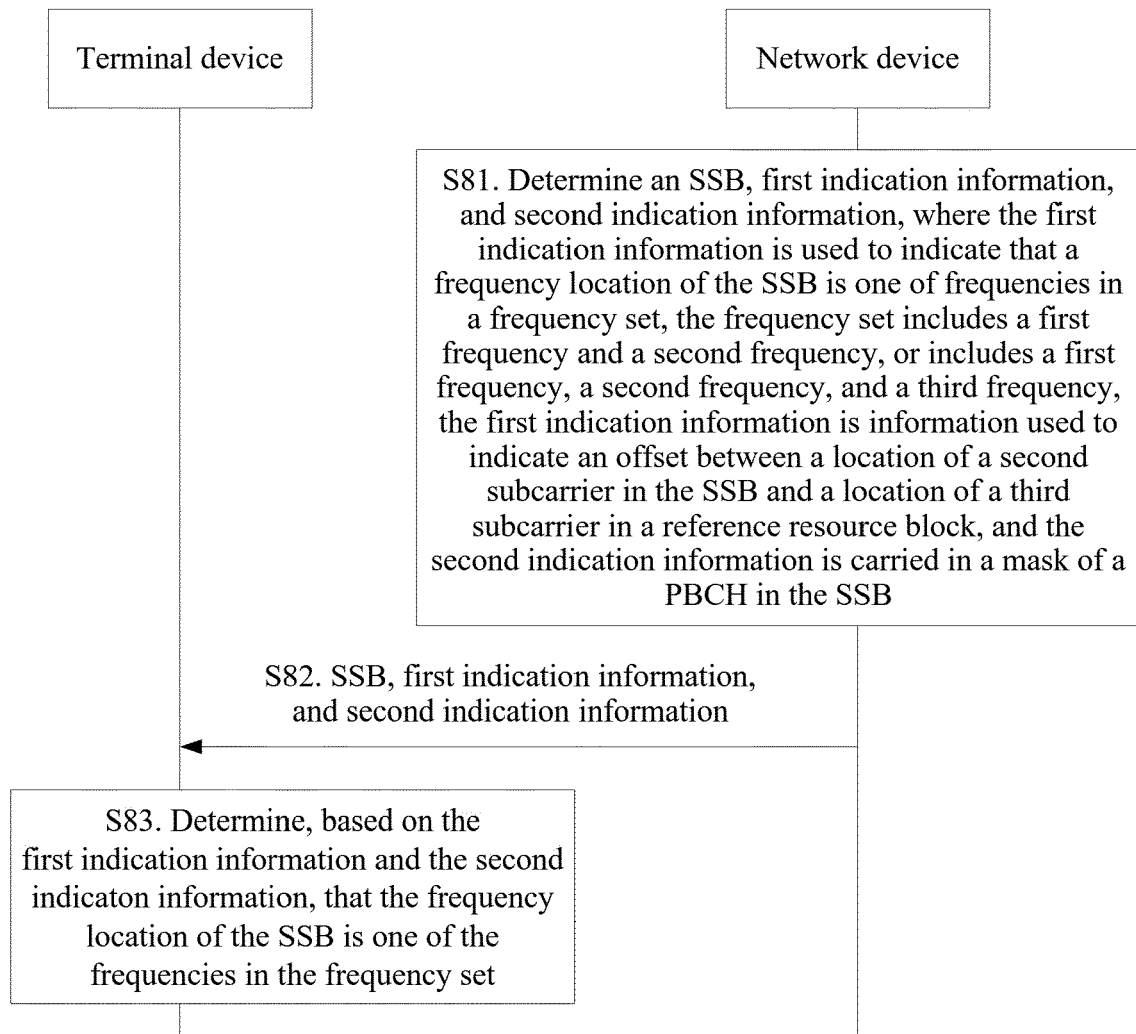 Terminal device
Network device
S81. Determine an SSB, first indication information,
and second indication information, where the first
indication information is used to indicate that a
frequency location of the SSB is one of frequencies in
a frequency set, the frequency set includes a first
frequency and a second frequency, or includes a first
frequency, a second frequency, and a third frequency,
the first indication information is information used to
indicate an offset between a location of a second
subcarrier in the SSB and a location of a third
subcarrier in a reference resource block, and the
second indication information is carried in a mask of a
PBCH in the SSB
S82. SSB, first indication information,
and second indication information
S83. Determine, based on the
first indication information and the second
indicaton information, that the frequency
location of the SSB is one of the
frequencies in the frequency set